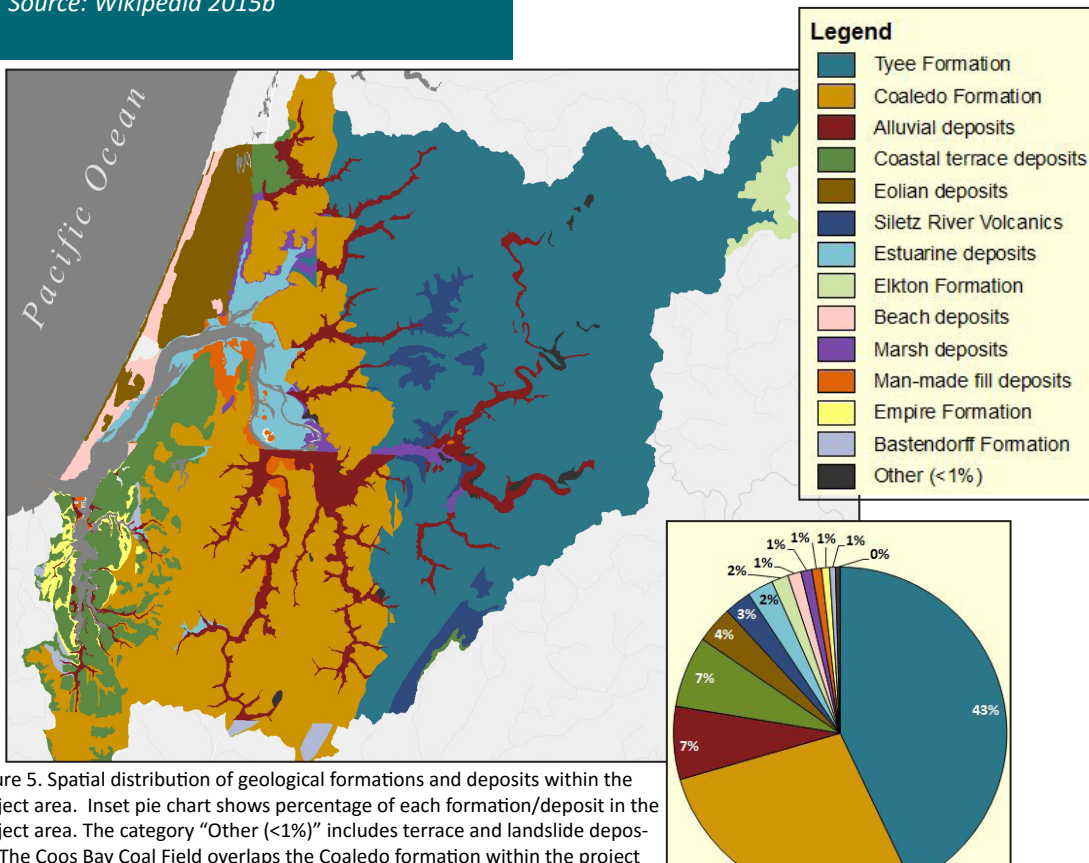 Source: Wikipedia 2015b
Legend
Tyee Formation
Coaledo Formation
Alluvial deposits
Coastal terrace deposits
Eolian deposits
Siletz River Volcanics
Estuarine deposits
Elkton Formation
Beach deposits
Marsh deposits
Man-made fill deposits
Empire Formation
Bastendorff Formation
Other (<1%)
Pacific Ocean
1%
1%
1%
1%
1%
0%
2%
2%
3%
4%
7%
7%
43%
ure 5. Spatial distribution of geological formations and deposits within the
ject area. Inset pie chart shows percentage of each formation/deposit in the
ject area. The category “Other (<1%)” includes terrace and landslide depos-
The Coos Bay Coal Field overlaps the Coaledo formation within the project